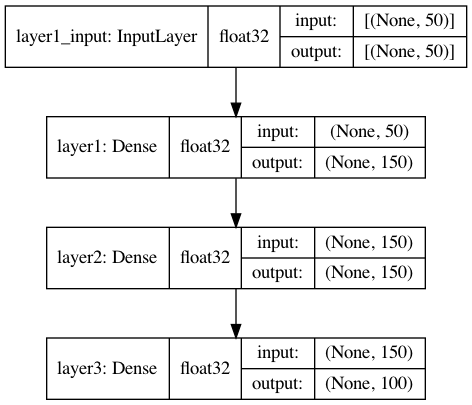 layer1_input: InputLayer float32 input: [(None, 50)]
output: [(None, 50)]
layer1: Dense float32 input: (None, 50)
output: (None, 150)
layer2: Dense float32 input: (None, 150)
output: (None, 150)
layer3: Dense float32 input: (None, 150)
output: (None, 100)